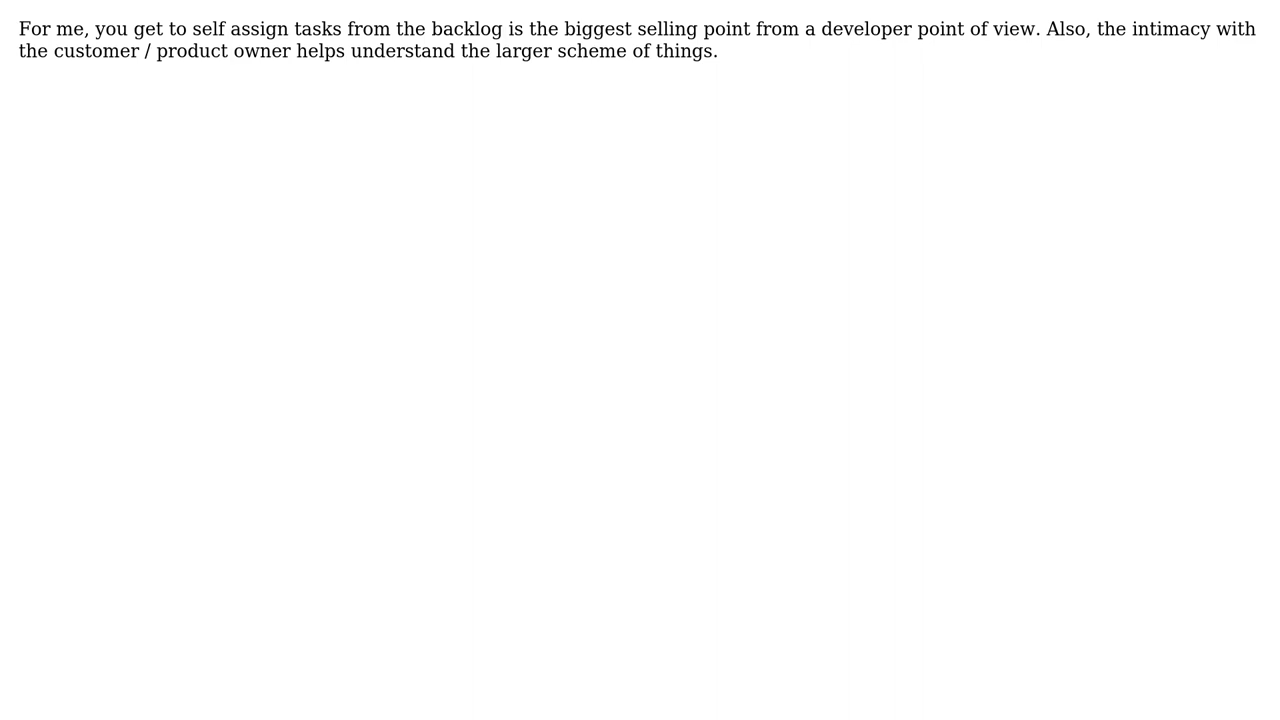 For me, you get to self assign tasks from the backlog is the biggest selling point from a developer point of view. Also, the intimacy with
the customer / product owner helps understand the larger scheme of things.